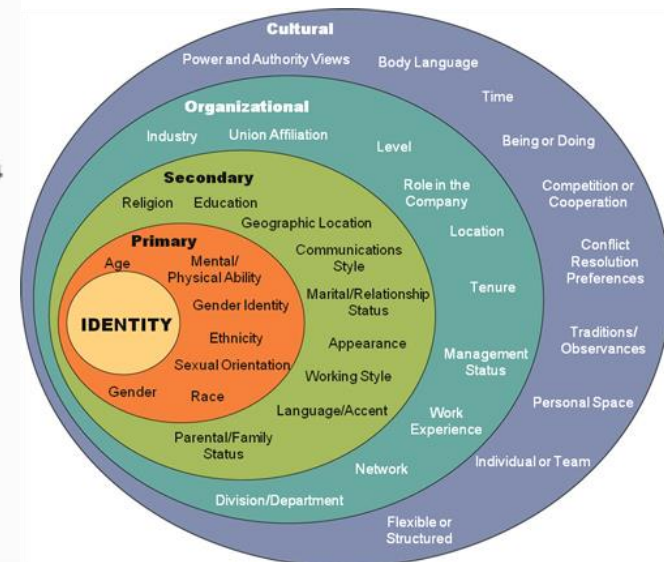 Cultural
Power and Authority Views
Body Language
Time
Being or Doing
Competition or
Cooperation
Conflict
Resolution
Preferences
Traditions/
Observances
Personal Space
Individual or Team
Flexible or
Structured
Organizational
Industry
Union Affiliation
Level
Role in the
Company
Location
Tenure
Management
Status
Work
Experience
Network
Division/Department
Secondary
Religion
Education
Geographic Location
Communications
Style
Marital/Relationship
Status
Appearance
Working Style
Language/Accent
Parental/Family
Status
Primary
Age
Mental/
Physical Ability
Gender Identity
Ethnicity
Sexual Orientation
Race
Gender
IDENTITY